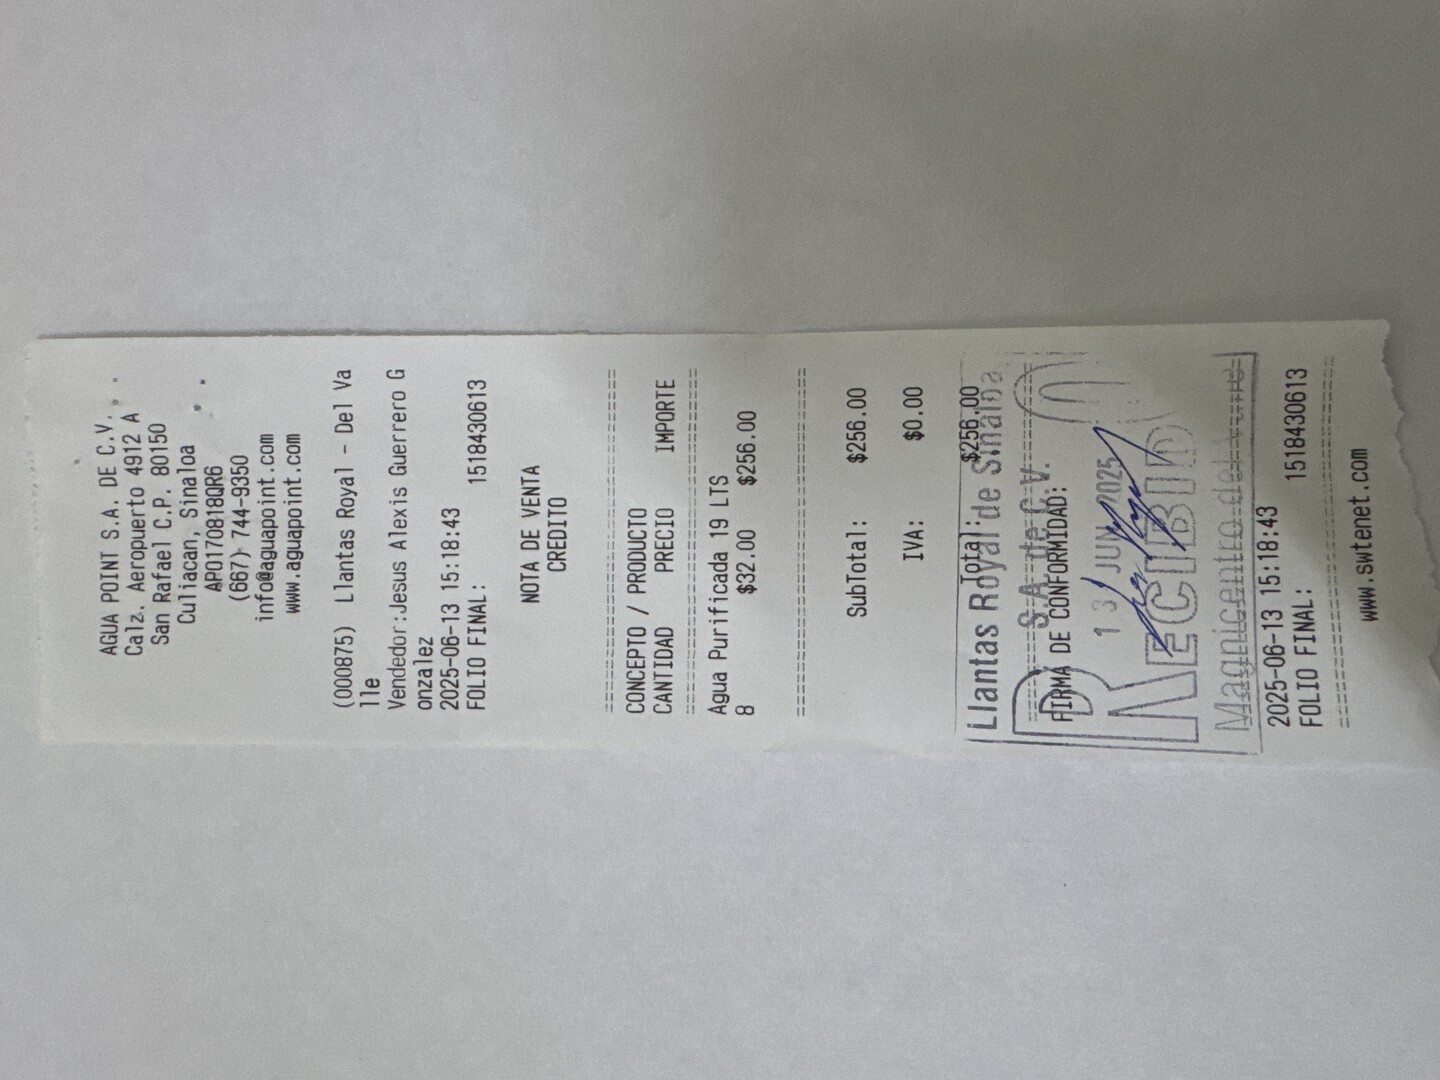 AGUA POINT S.A. DE C.V.
Calz. Aeropuerto 4912 A
San Rafael C.P. 80150
Culiacan, Sinaloa
APO170818QR6
(667) 744-9350
info@aguapoint.com
www.aguapoint.com
(000875) Llantas Royal - Del Va
lle
Vendedor:Jesus Alexis Guerrero G
onzalez
2025-06-13 15:18:43
FOLIO FINAL: 1518430613
NOTA DE VENTA
CREDITO
CONCEPTO / PRODUCTO
CANTIDAD PRECIO IMPORTE
Agua Purificada 19 LTS
8 $32.00 $256.00
SubTotal: $256.00
IVA: $0.00
Total: $256.00
Llantas Royal de Sinaloa
S.A. de C.V.
FIRMA DE CONFORMIDAD:
13 JUN 2025
RECIBIDO
Magnicentro del Valle
2025-06-13 15:18:43
FOLIO FINAL: 1518430613
www.swtenet.com